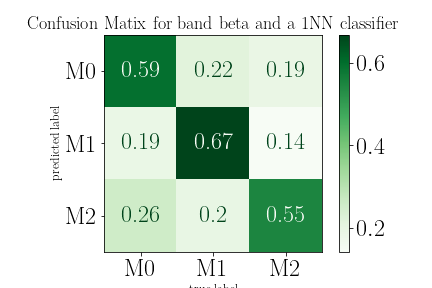 Confusion Matix for band beta and a 1NN classifier
M0 0.59 0.22 0.19
M1 0.19 0.67 0.14
M2 0.26 0.2 0.55
M0 M1 M2
predicted label
true label
0.6
0.4
0.2